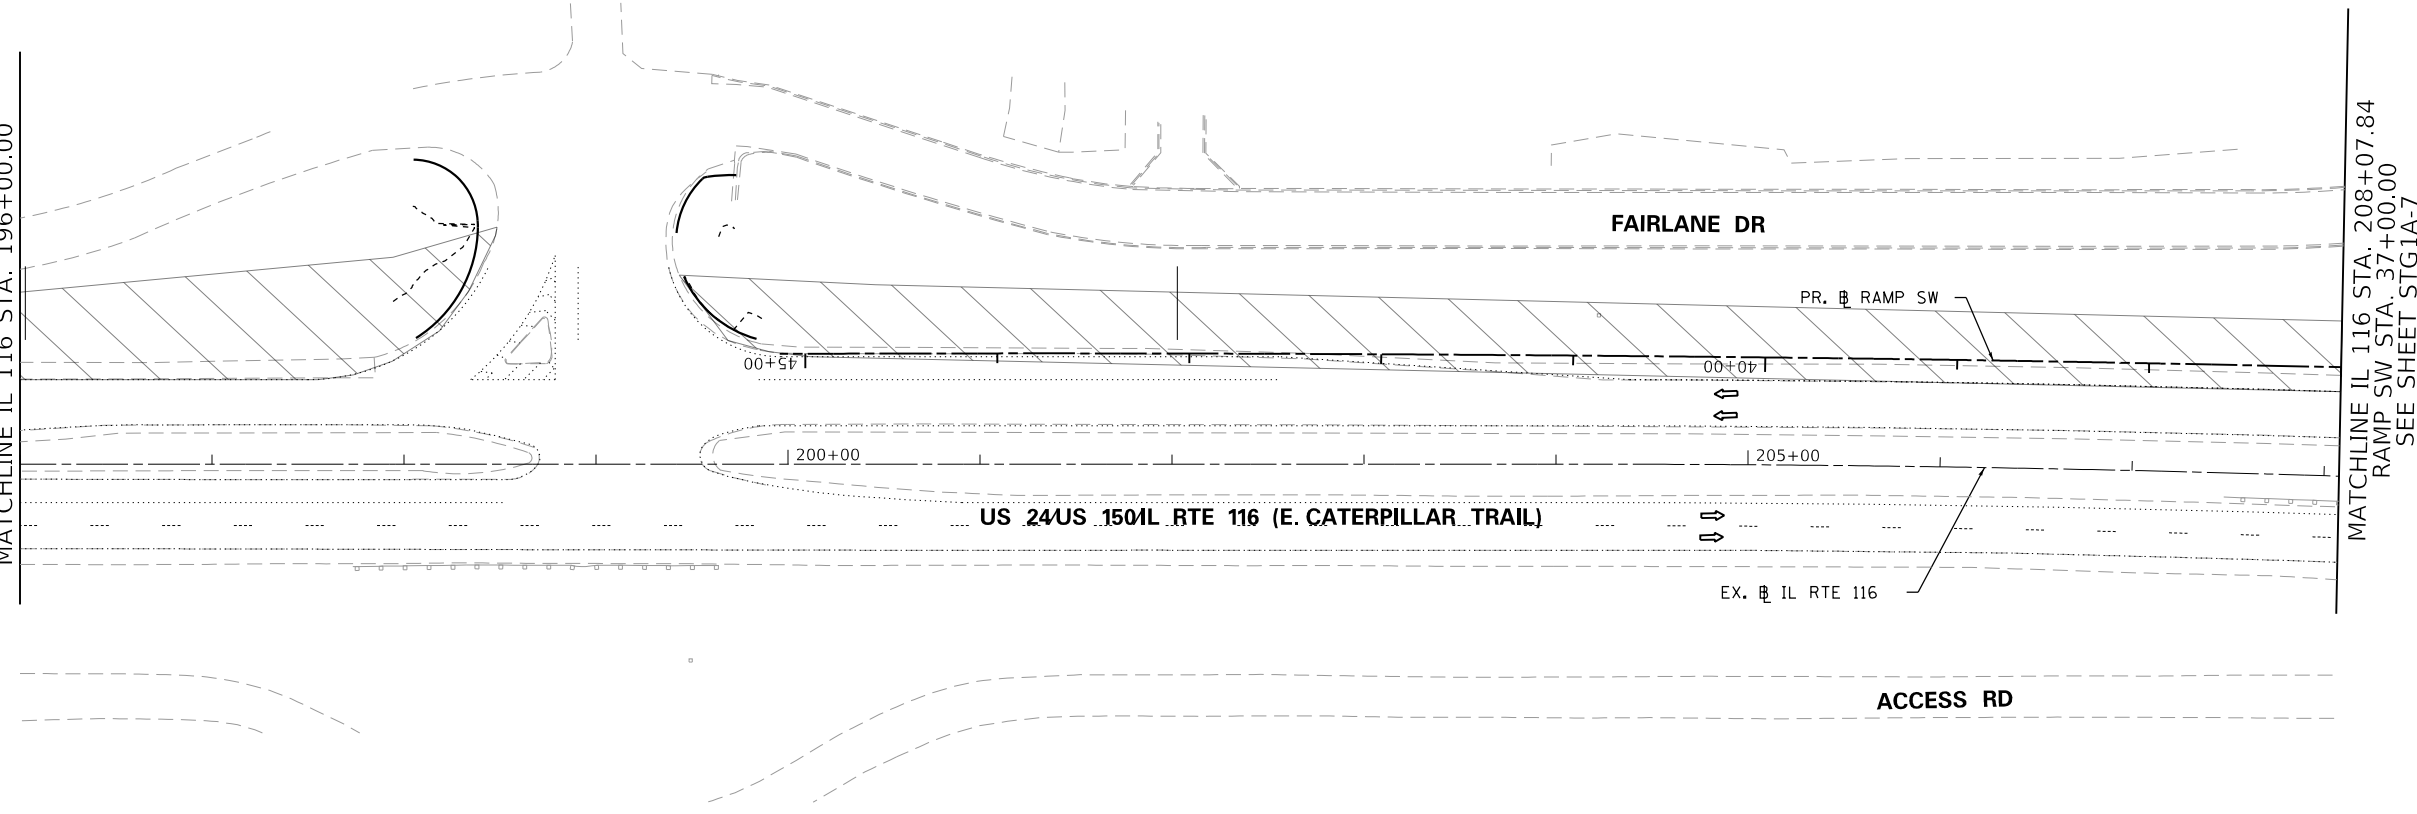 MATCHLINE IL 116 STA. 196+00.00
FAIRLANE DR
PR. BL RAMP SW
45+00
40+00
200+00
205+00
US 24/US 150/IL RTE 116 (E. CATERPILLAR TRAIL)
EX. BL IL RTE 116
ACCESS RD
MATCHLINE IL 116 STA. 208+07.84
RAMP SW STA. 37+00.00
SEE SHEET STG1A-7